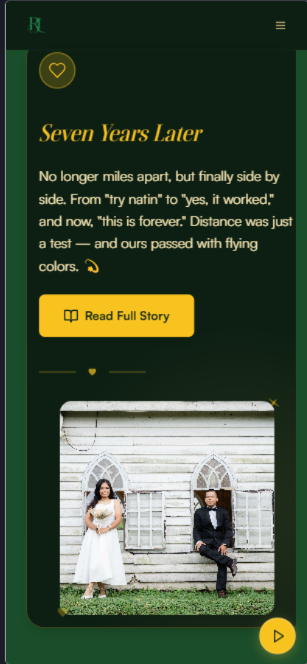 RL
Seven Years Later
No longer miles apart, but finally side by
side. From "try natin" to "yes, it worked,"
and now, "this is forever." Distance was just
a test — and ours passed with flying
colors. 💫
Read Full Story